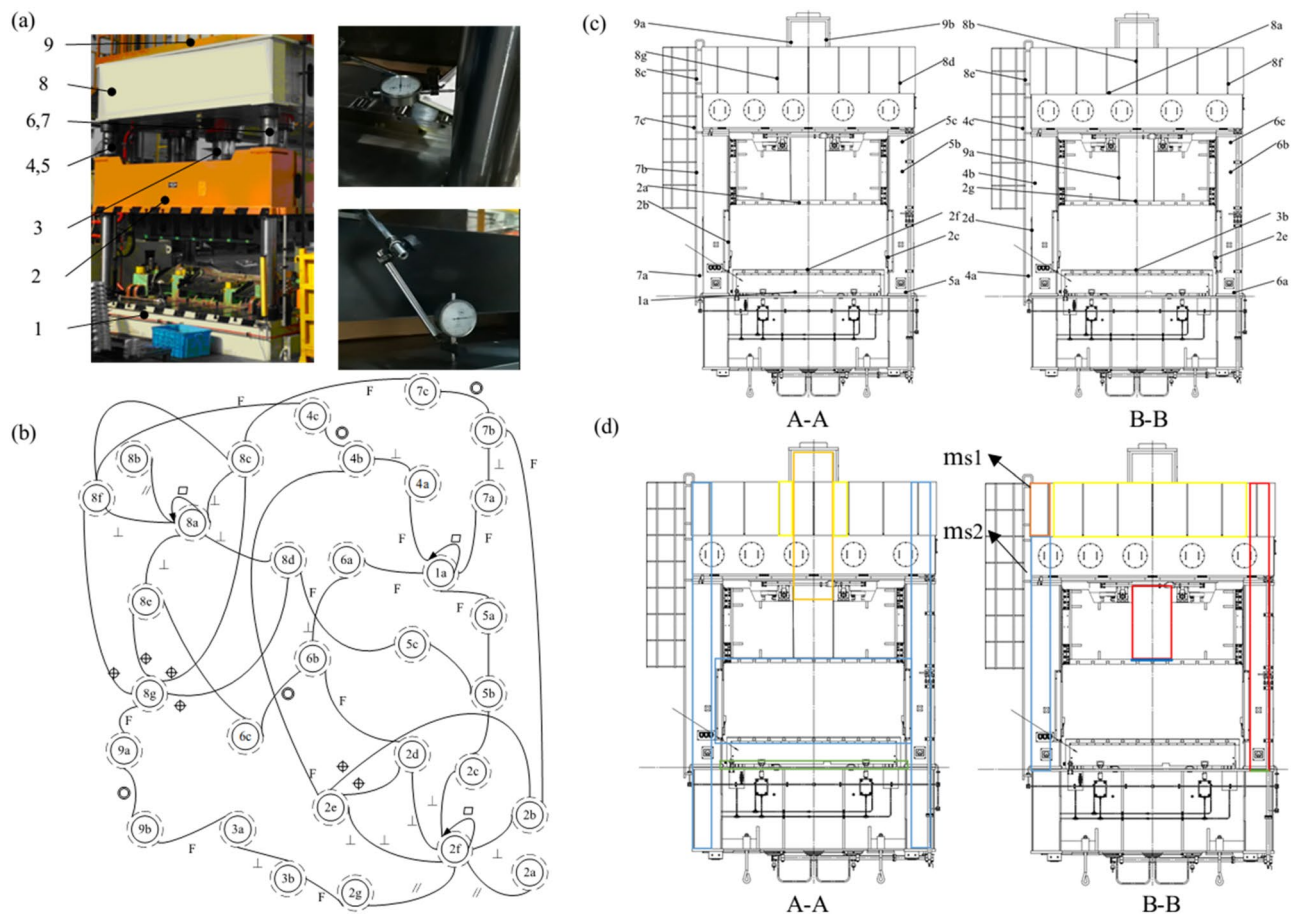 (a)
9
8
6,7
4,5
3
2
1
(b)
7c
F
4c
7b
8b
8c
4b
⊥
⊥
F
8f
//
▱
⊥
4a
7a
8a
⊥
⊥
▱
F
F
8d
6a
1a
⊥
F
F
8e
5a
⊥
5c
6b
5b
8g
F
F
6c
9a
2d
2c
F
⊥
▱
2e
⊥
2b
⊥
⊥
⊥
9b
3a
2f
F
2a
⊥
3b
2g
F
//
//
(c)
9a
9b
8g
8c
8d
7c
5c
5b
7b
2a
2b
2f
2c
7a
1a
5a
A-A
8b
8a
8e
8f
4c
6c
9a
6b
4b
2g
2d
3b
2e
4a
6a
B-B
(d)
ms1
ms2
A-A
B-B